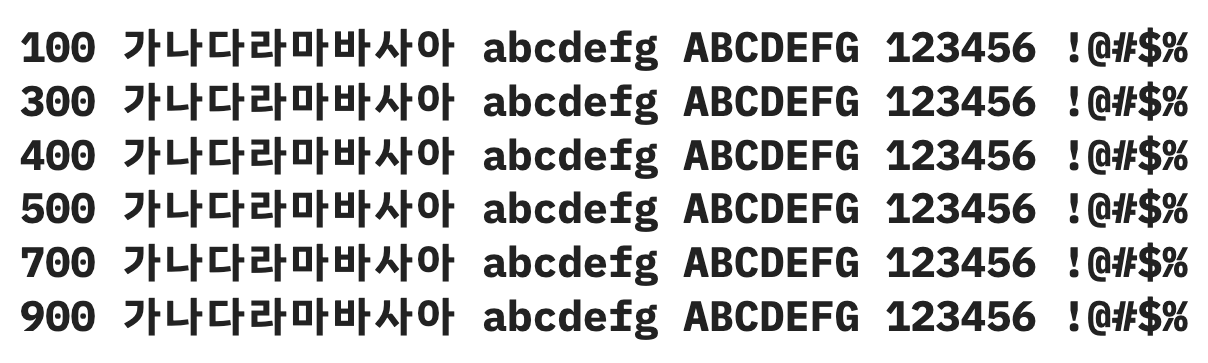 100 가나다라마바사아 abcdefg ABCDEFG 123456 !@#$%
300 가나다라마바사아 abcdefg ABCDEFG 123456 !@#$%
400 가나다라마바사아 abcdefg ABCDEFG 123456 !@#$%
500 가나다라마바사아 abcdefg ABCDEFG 123456 !@#$%
700 가나다라마바사아 abcdefg ABCDEFG 123456 !@#$%
900 가나다라마바사아 abcdefg ABCDEFG 123456 !@#$%